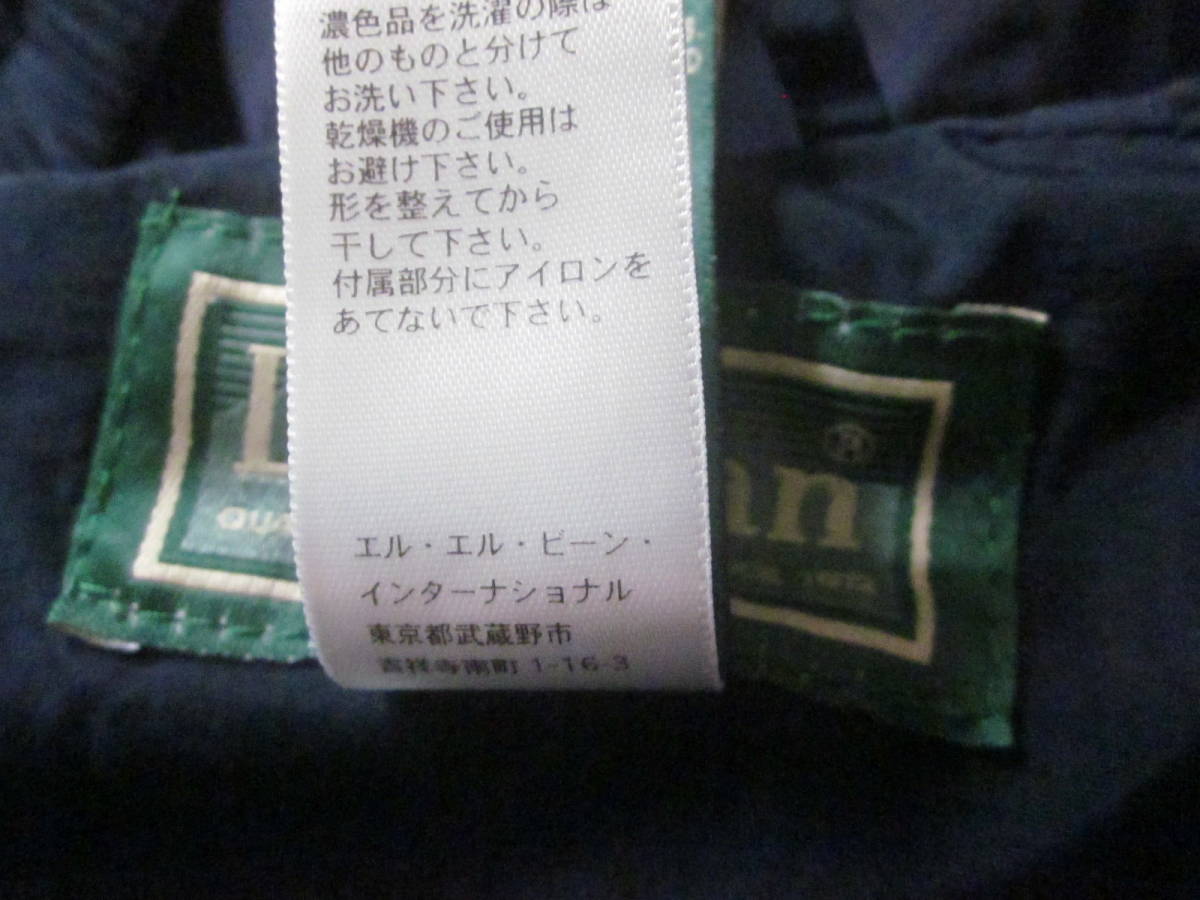 濃色品を洗濯の際は
他のものと分けて
お洗い下さい。
乾燥機のご使用は
お避け下さい。
形を整えてから
干して下さい。
付属部分にアイロンを
あてないで下さい。
エル・エル・ビーン・
インターナショナル
東京都武蔵野市
吉祥寺南町 1-16-3
®